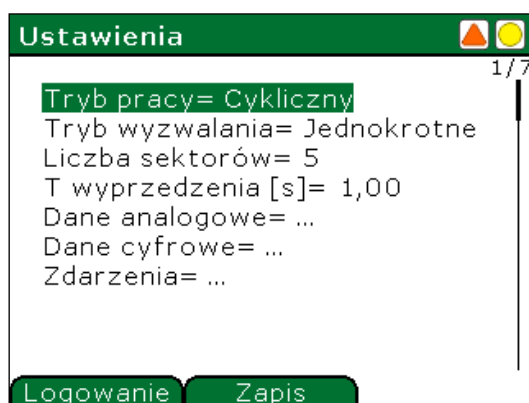 Ustawienia
1/7
Tryb pracy= Cykliczny
Tryb wyzwalania= Jednokrotne
Liczba sektorów= 5
T wyprzedzenia [s]= 1,00
Dane analogowe= ...
Dane cyfrowe= ...
Zdarzenia= ...
Logowanie Zapis